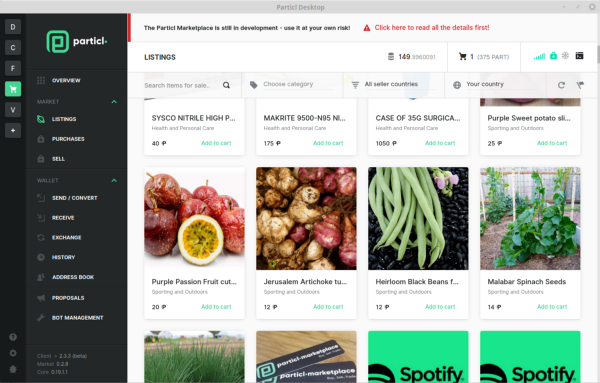 Particl Desktop
D
C
F
V
+
particl
OVERVIEW
MARKET
LISTINGS
PURCHASES
SELL
WALLET
SEND / CONVERT
RECEIVE
EXCHANGE
HISTORY
ADDRESS BOOK
PROPOSALS
BOT MANAGEMENT
Client - 2.3.3 (beta)
Market: 0.2.8
Core: 0.19.1.1
The Particl Marketplace is still in development - use it at your own risk!
Click here to read all the details first!
LISTINGS
149.9960091
1 (375 PART)
Search items for sale..
Choose category
All seller countries
Your country
SYSCO NITRILE HIGH P...
Health and Personal Care
40 Ᵽ Add to cart
MAKRITE 9500-N95 NI...
Health and Personal Care
175 Ᵽ Add to cart
CASE OF 35G SURGICA...
Health and Personal Care
1050 Ᵽ Add to cart
Purple Sweet potato sli...
Sporting and Outdoors
25 Ᵽ Add to cart
Purple Passion Fruit cut...
Sporting and Outdoors
20 Ᵽ Add to cart
Jerusalem Artichoke tu...
Sporting and Outdoors
12 Ᵽ Add to cart
Heirloom Black Beans f...
Sporting and Outdoors
12 Ᵽ Add to cart
Malabar Spinach Seeds
Sporting and Outdoors
14 Ᵽ Add to cart
particl-marketplace
particl-marketplace
Spotify
Spotify